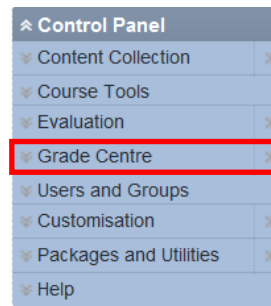 Control Panel
Content Collection
Course Tools
Evaluation
Grade Centre
Users and Groups
Customisation
Packages and Utilities
Help